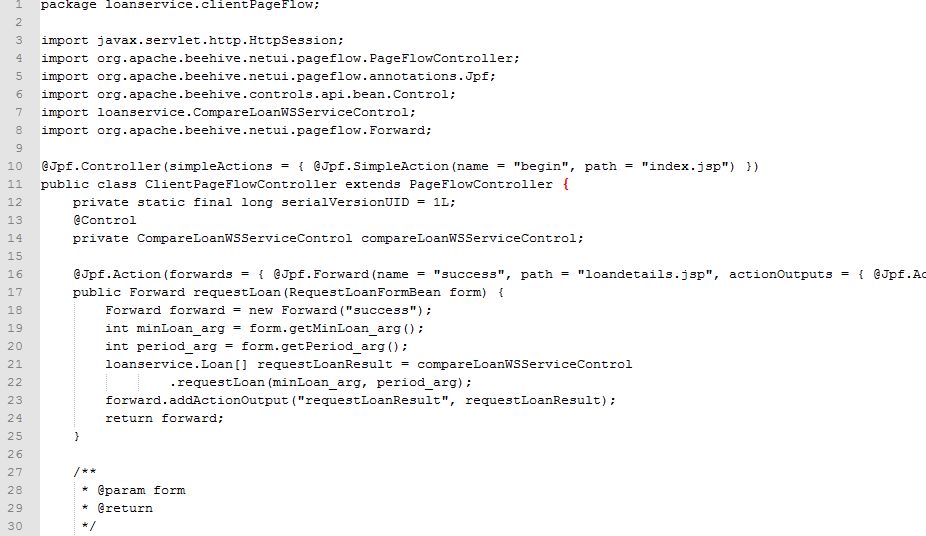 1 package loanservice.clientPageFlow;
2
3 import javax.servlet.http.HttpSession;
4 import org.apache.beehive.netui.pageflow.PageFlowController;
5 import org.apache.beehive.netui.pageflow.annotations.Jpf;
6 import org.apache.beehive.controls.api.bean.Control;
7 import loanservice.CompareLoanWSServiceControl;
8 import org.apache.beehive.netui.pageflow.Forward;
9
10 @Jpf.Controller(simpleActions = { @Jpf.SimpleAction(name = "begin", path = "index.jsp") })
11 public class ClientPageFlowController extends PageFlowController {
12     private static final long serialVersionUID = 1L;
13     @Control
14     private CompareLoanWSServiceControl compareLoanWSServiceControl;
15
16     @Jpf.Action(forwards = { @Jpf.Forward(name = "success", path = "loandetails.jsp", actionOutputs = { @Jpf.Ac
17     public Forward requestLoan(RequestLoanFormBean form) {
18         Forward forward = new Forward("success");
19         int minLoan_arg = form.getMinLoan_arg();
20         int period_arg = form.getPeriod_arg();
21         loanservice.Loan[] requestLoanResult = compareLoanWSServiceControl
22                 .requestLoan(minLoan_arg, period_arg);
23         forward.addActionOutput("requestLoanResult", requestLoanResult);
24         return forward;
25     }
26
27     /**
28      * @param form
29      * @return
30      */